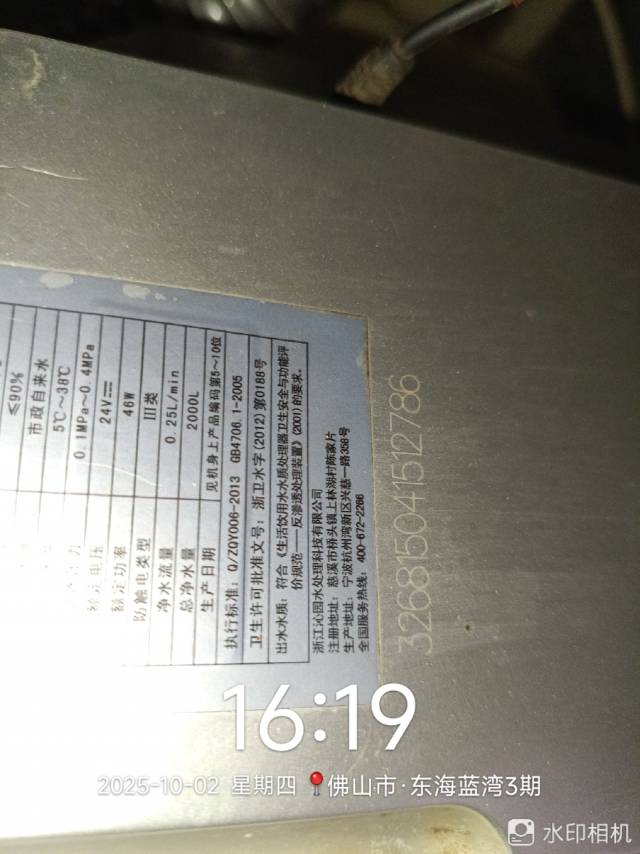 ≤90%
市政自来水
5℃～38℃
0.1MPa～0.4MPa
额定电压 24V
额定功率 46W
防触电类型 III类
净水流量 0.25L/min
总净水量 2000L
生产日期 见机身上产品编码第5～10位
执行标准: Q/ZQY006-2013 GB4706.1-2005
卫生许可批准文号: 浙卫水字(2012)第0188号
出水水质: 符合《生活饮用水水质处理器卫生安全与功能评
价规范——反渗透处理装置》(2001)的要求.
浙江沁园水处理科技有限公司
注册地址: 慈溪市桥头镇上林湖村陈家片
生产地址: 宁波杭州湾新区兴慈一路358号
全国服务热线: 400-672-2286
326815041512786
16:19
2025-10-02 星期四 佛山市·东海蓝湾3期
水印相机